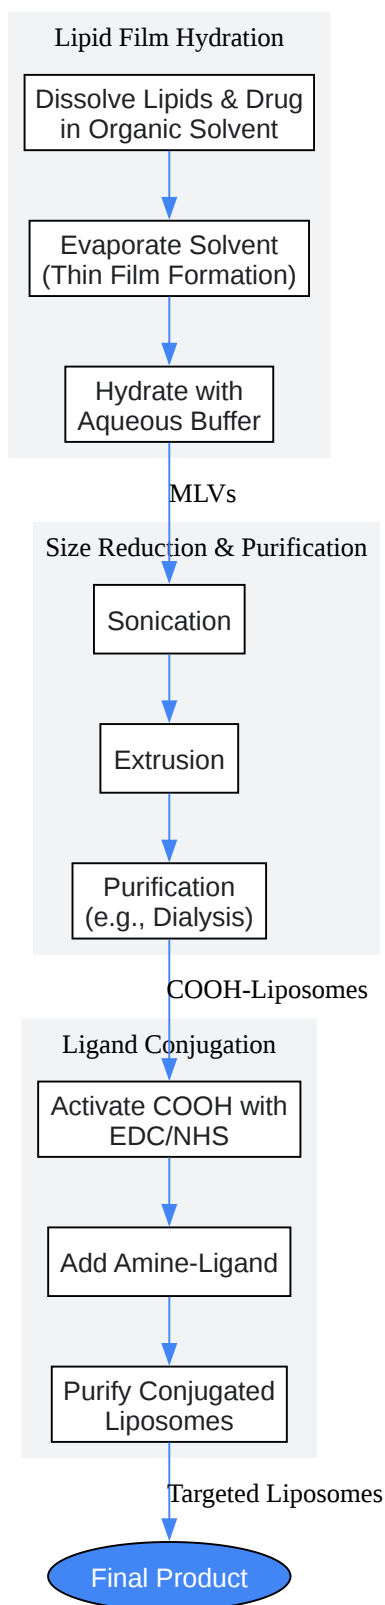 Lipid Film Hydration
Dissolve Lipids & Drug
in Organic Solvent
Evaporate Solvent
(Thin Film Formation)
Hydrate with
Aqueous Buffer
MLVs
Size Reduction & Purification
Sonication
Extrusion
Purification
(e.g., Dialysis)
COOH-Liposomes
Ligand Conjugation
Activate COOH with
EDC/NHS
Add Amine-Ligand
Purify Conjugated
Liposomes
Targeted Liposomes
Final Product